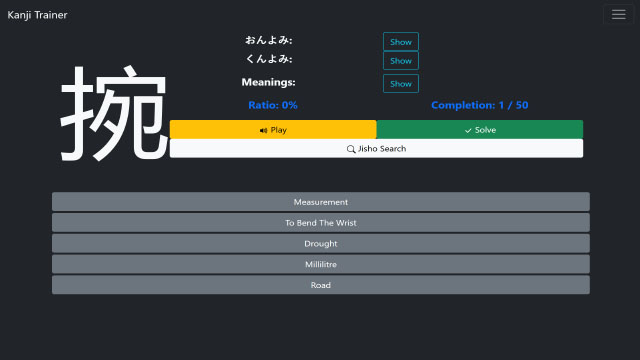 Kanji Trainer
捥
おんよみ: Show
くんよみ: Show
Meanings: Show
Ratio: 0% Completion: 1 / 50
Play Solve
Jisho Search
Measurement
To Bend The Wrist
Drought
Millilitre
Road